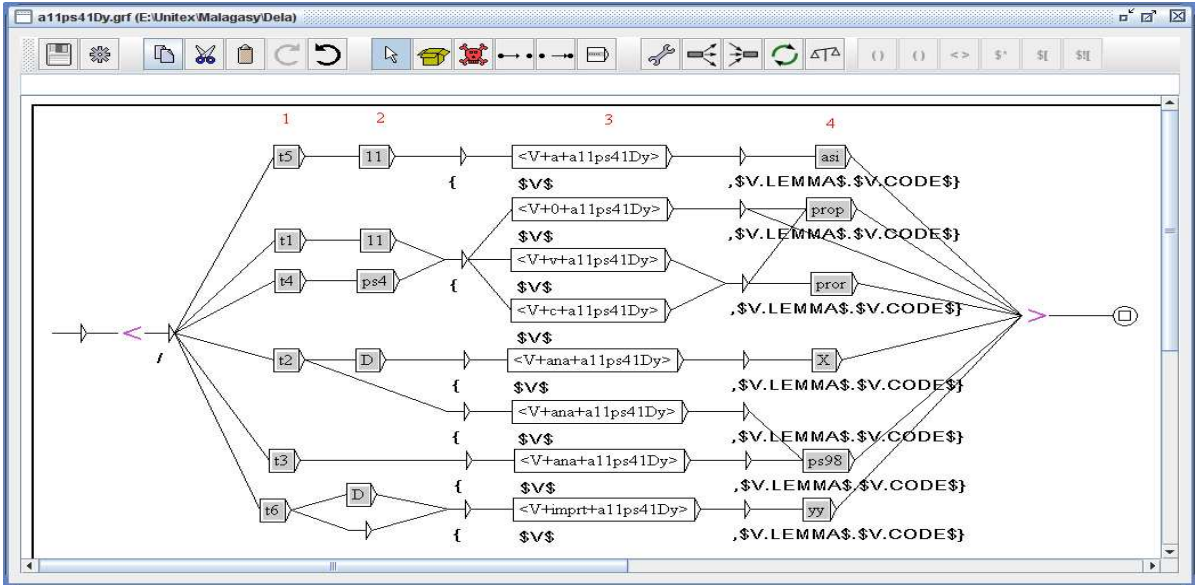 a11ps41Dy.grf (E:\Unitex\Malagasy\Dela)
( ) ( ) < > $* $[ $![
1 2 3 4
t5 11 <V+a+a11ps41Dy> asi
{ $V$ ,$V.LEMMA$.$V.CODE$}
<V+0+a11ps41Dy> prop
t1 11 $V$ ,$V.LEMMA$.$V.CODE$}
<V+v+a11ps41Dy>
t4 ps4 { $V$ ,$V.LEMMA$.$V.CODE$} pror
<V+c+a11ps41Dy>
< >
/ $V$
t2 D <V+ana+a11ps41Dy> X
{ $V$ ,$V.LEMMA$.$V.CODE$}
<V+ana+a11ps41Dy>
{ $V$ ,$V.LEMMA$.$V.CODE$}
t3 <V+ana+a11ps41Dy> ps98
{ $V$ ,$V.LEMMA$.$V.CODE$}
D
t6 <V+imprt+a11ps41Dy> yy
{ $V$ ,$V.LEMMA$.$V.CODE$}